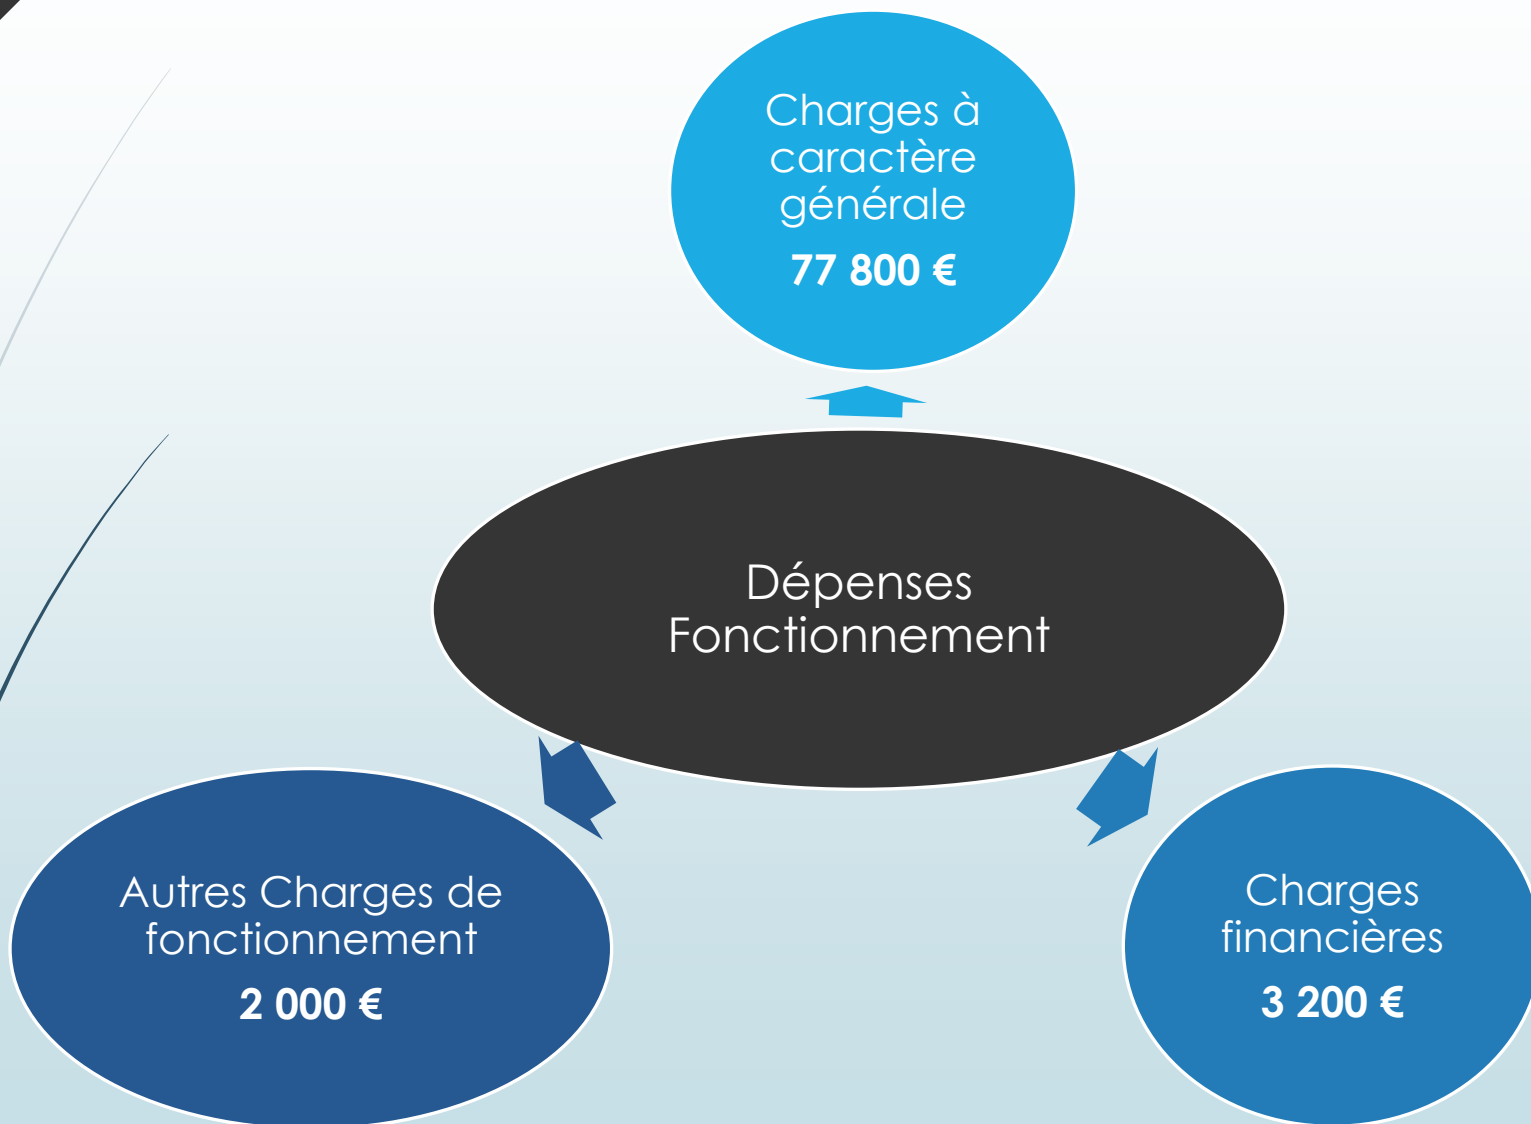 Charges à
caractère
générale
77 800 €
Dépenses
Fonctionnement
Autres Charges de
fonctionnement
2 000 €
Charges
financières
3 200 €